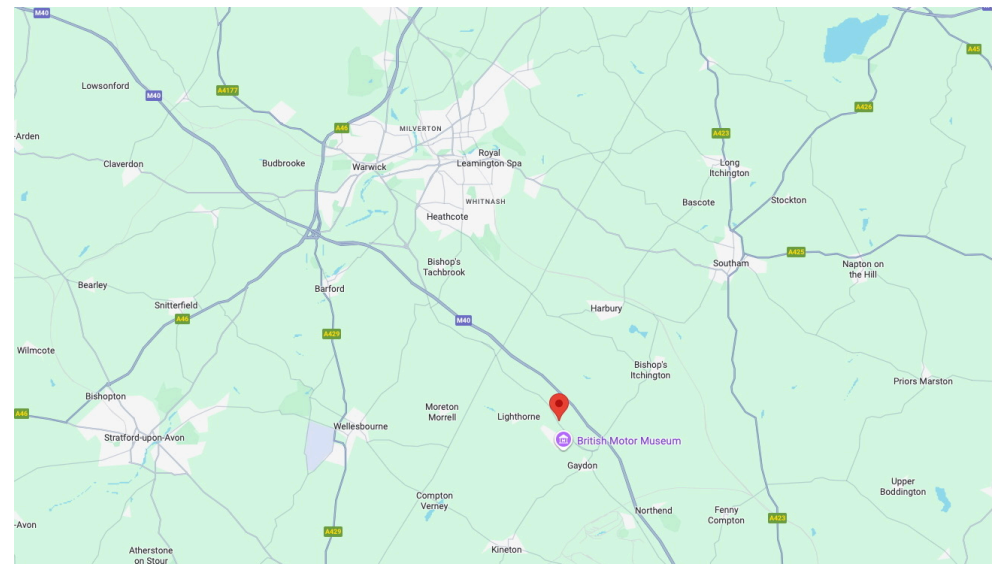 M40
A45
Lowsonford
A4177
M40
A426
A46
MILVERTON
-Arden
A423
Royal
Leamington Spa
Claverdon
Budbrooke
Warwick
Long
Itchington
WHITNASH
Bascote
Stockton
Heathcote
Bishop's
Tachbrook
Southam
A425
Napton on
the Hill
Bearley
Barford
Snitterfield
Harbury
A46
M40
A429
Wilmcote
Bishop's
Itchington
Priors Marston
Bishopton
A46
Moreton
Morrell
Lighthorne
Wellesbourne
Stratford-upon-Avon
British Motor Museum
Gaydon
Upper
Boddington
Compton
Verney
Northend
Fenny
Compton
A423
-Avon
A429
Atherstone
on Stour
Kineton